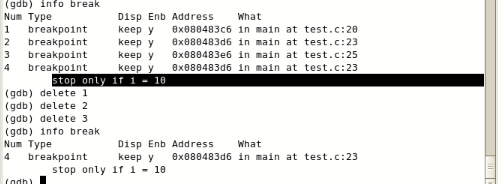 (gdb) info break
Num Type           Disp Enb Address    What
1   breakpoint     keep y   0x080483c6 in main at test.c:20
2   breakpoint     keep y   0x080483d6 in main at test.c:23
3   breakpoint     keep y   0x080483e6 in main at test.c:25
4   breakpoint     keep y   0x080483d6 in main at test.c:23
        stop only if i = 10
(gdb) delete 1
(gdb) delete 2
(gdb) delete 3
(gdb) info break
Num Type           Disp Enb Address    What
4   breakpoint     keep y   0x080483d6 in main at test.c:23
        stop only if i = 10
(gdb)